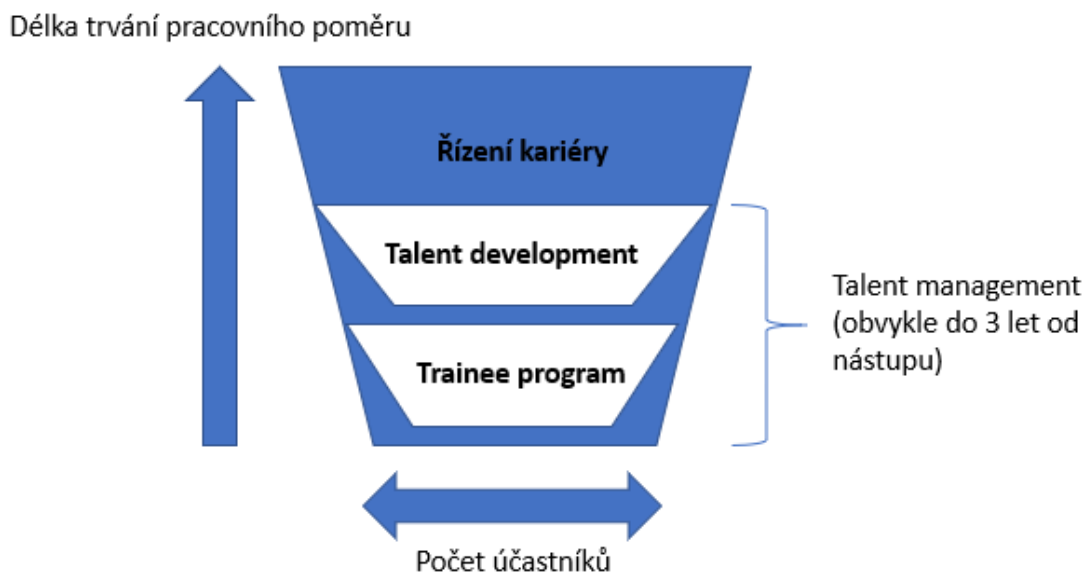 Délka trvání pracovního poměru
Řízení kariéry
Talent development
Trainee program
Talent management
(obvykle do 3 let od
nástupu)
Počet účastníků